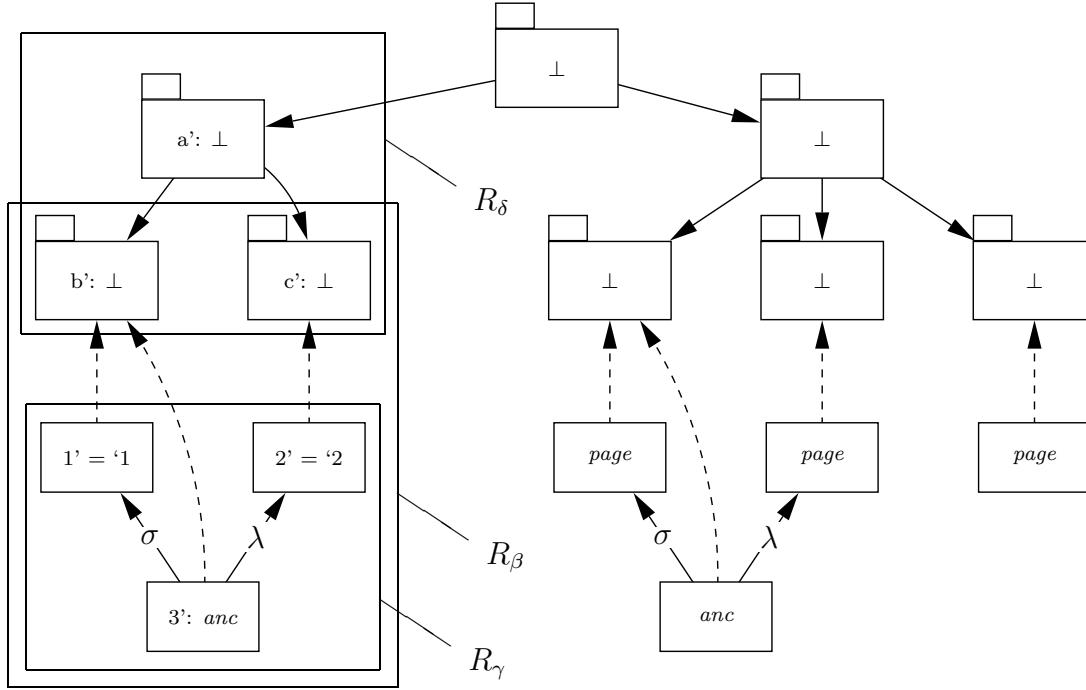 ⊥
a’: ⊥
⊥
R_δ
b’: ⊥
c’: ⊥
⊥
⊥
⊥
1’ = ‘1
2’ = ‘2
page
page
page
σ
λ
σ
λ
R_β
3’: anc
anc
R_γ